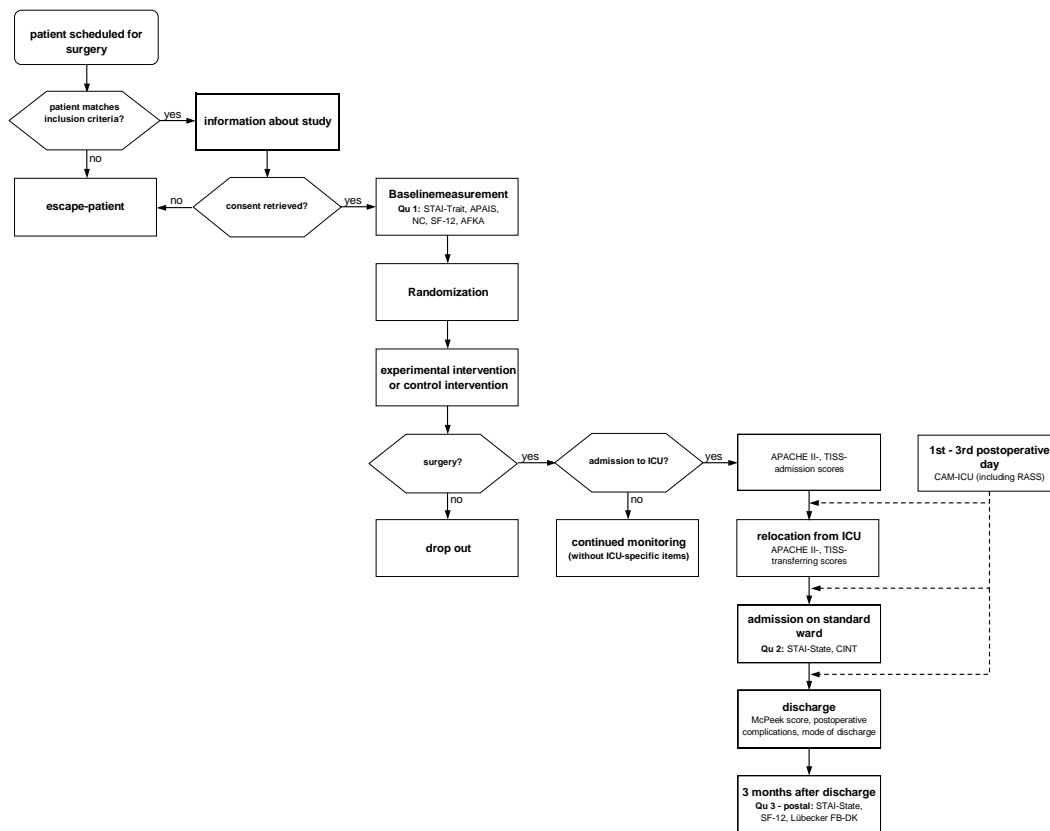 patient scheduled for
surgery
patient matches
inclusion criteria?
yes
information about study
no
escape-patient
no
consent retrieved?
yes
Baselinemeasurement
Qu 1: STAI-Trait, APAIS,
NC, SF-12, AFKA
Randomization
experimental intervention
or control intervention
surgery?
yes
admission to ICU?
yes
APACHE II-, TISS-
admission scores
1st - 3rd postoperative
day
CAM-ICU (including RASS)
no
no
drop out
continued monitoring
(without ICU-specific items)
relocation from ICU
APACHE II-, TISS-
transferring scores
admission on standard
ward
Qu 2: STAI-State, CINT
discharge
McPeek score, postoperative
complications, mode of discharge
3 months after discharge
Qu 3 - postal: STAI-State,
SF-12, Lübecker FB-DK